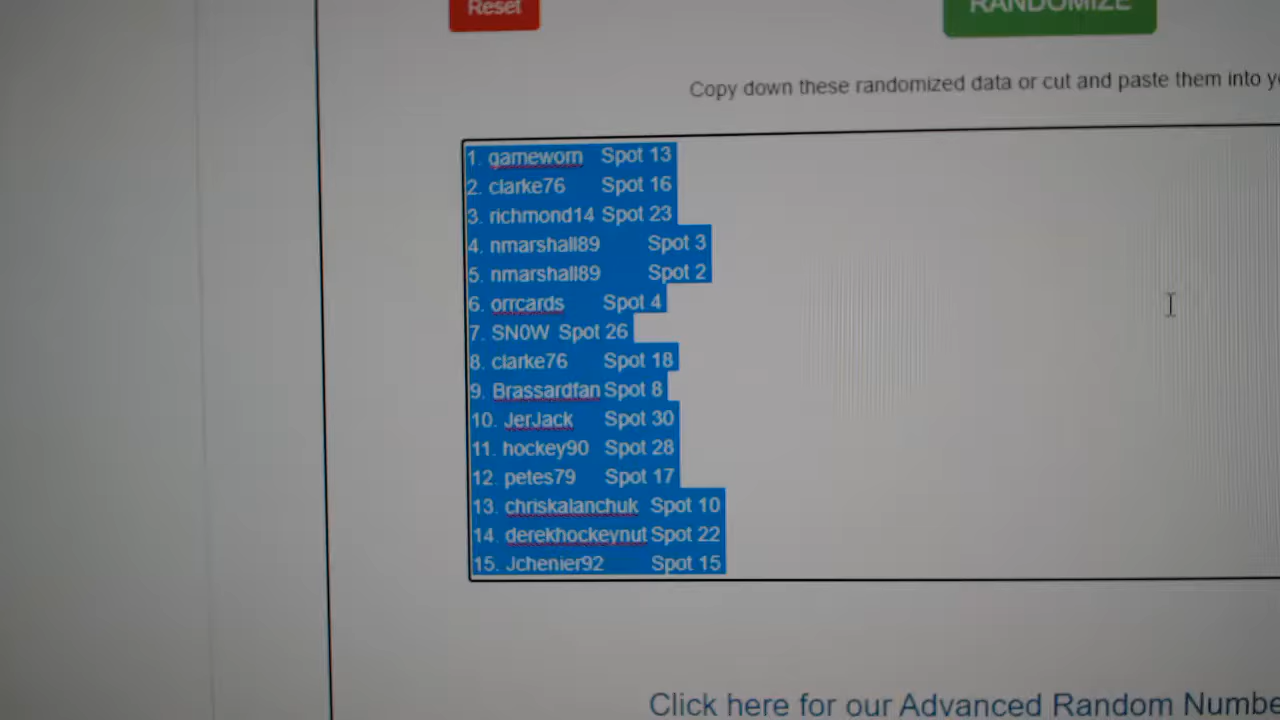 Reset
RANDOMIZE
Copy down these randomized data or cut and paste them into
1. gameworn Spot 13
2. clarke76 Spot 16
3. richmond14 Spot 23
4. nmarshall89 Spot 3
5. nmarshall89 Spot 2
6. orrcards Spot 4
7. SN0W Spot 26
8. clarke76 Spot 18
9. Brassardfan Spot 8
10. JerJack Spot 30
11. hockey90 Spot 28
12. petes79 Spot 17
13. chriskalanchuk Spot 10
14. derekhockeynut Spot 22
15. Jchenier92 Spot 15
Click here for our Advanced Random